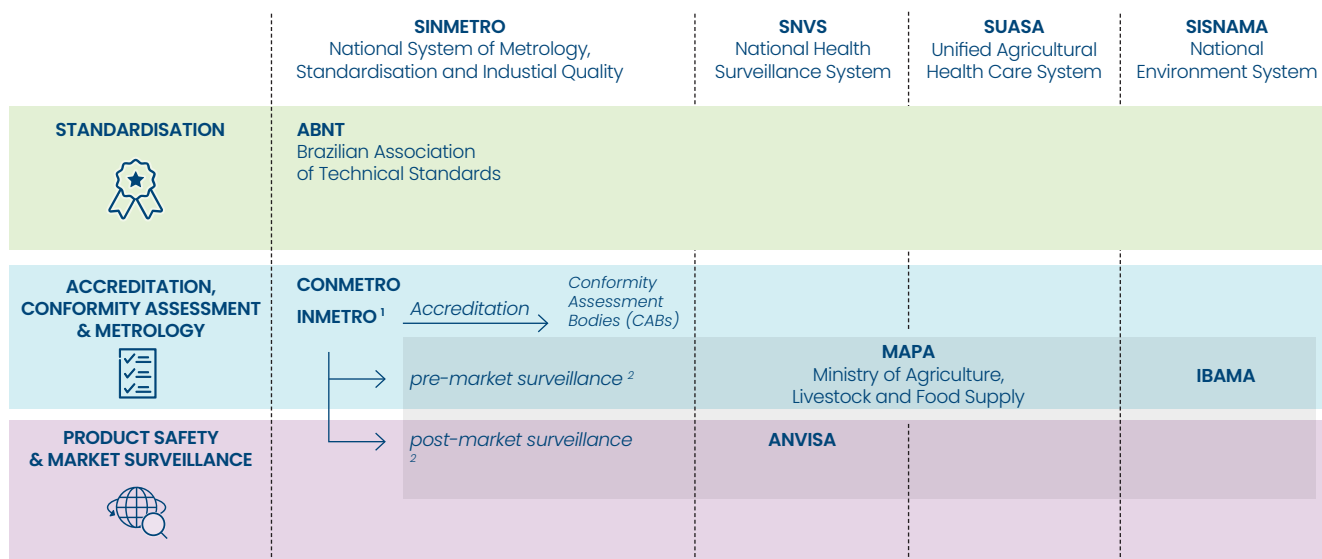 SINMETRO
National System of Metrology,
Standardisation and Industial Quality
SNVS
National Health
Surveillance System
SUASA
Unified Agricultural
Health Care System
SISNAMA
National
Environment System
STANDARDISATION
ABNT
Brazilian Association
of Technical Standards
ACCREDITATION,
CONFORMITY ASSESSMENT
& METROLOGY
CONMETRO
INMETRO ¹
Accreditation
Conformity
Assessment
Bodies (CABs)
pre-market surveillance ²
MAPA
Ministry of Agriculture,
Livestock and Food Supply
IBAMA
PRODUCT SAFETY
& MARKET SURVEILLANCE
post-market surveillance
²
ANVISA